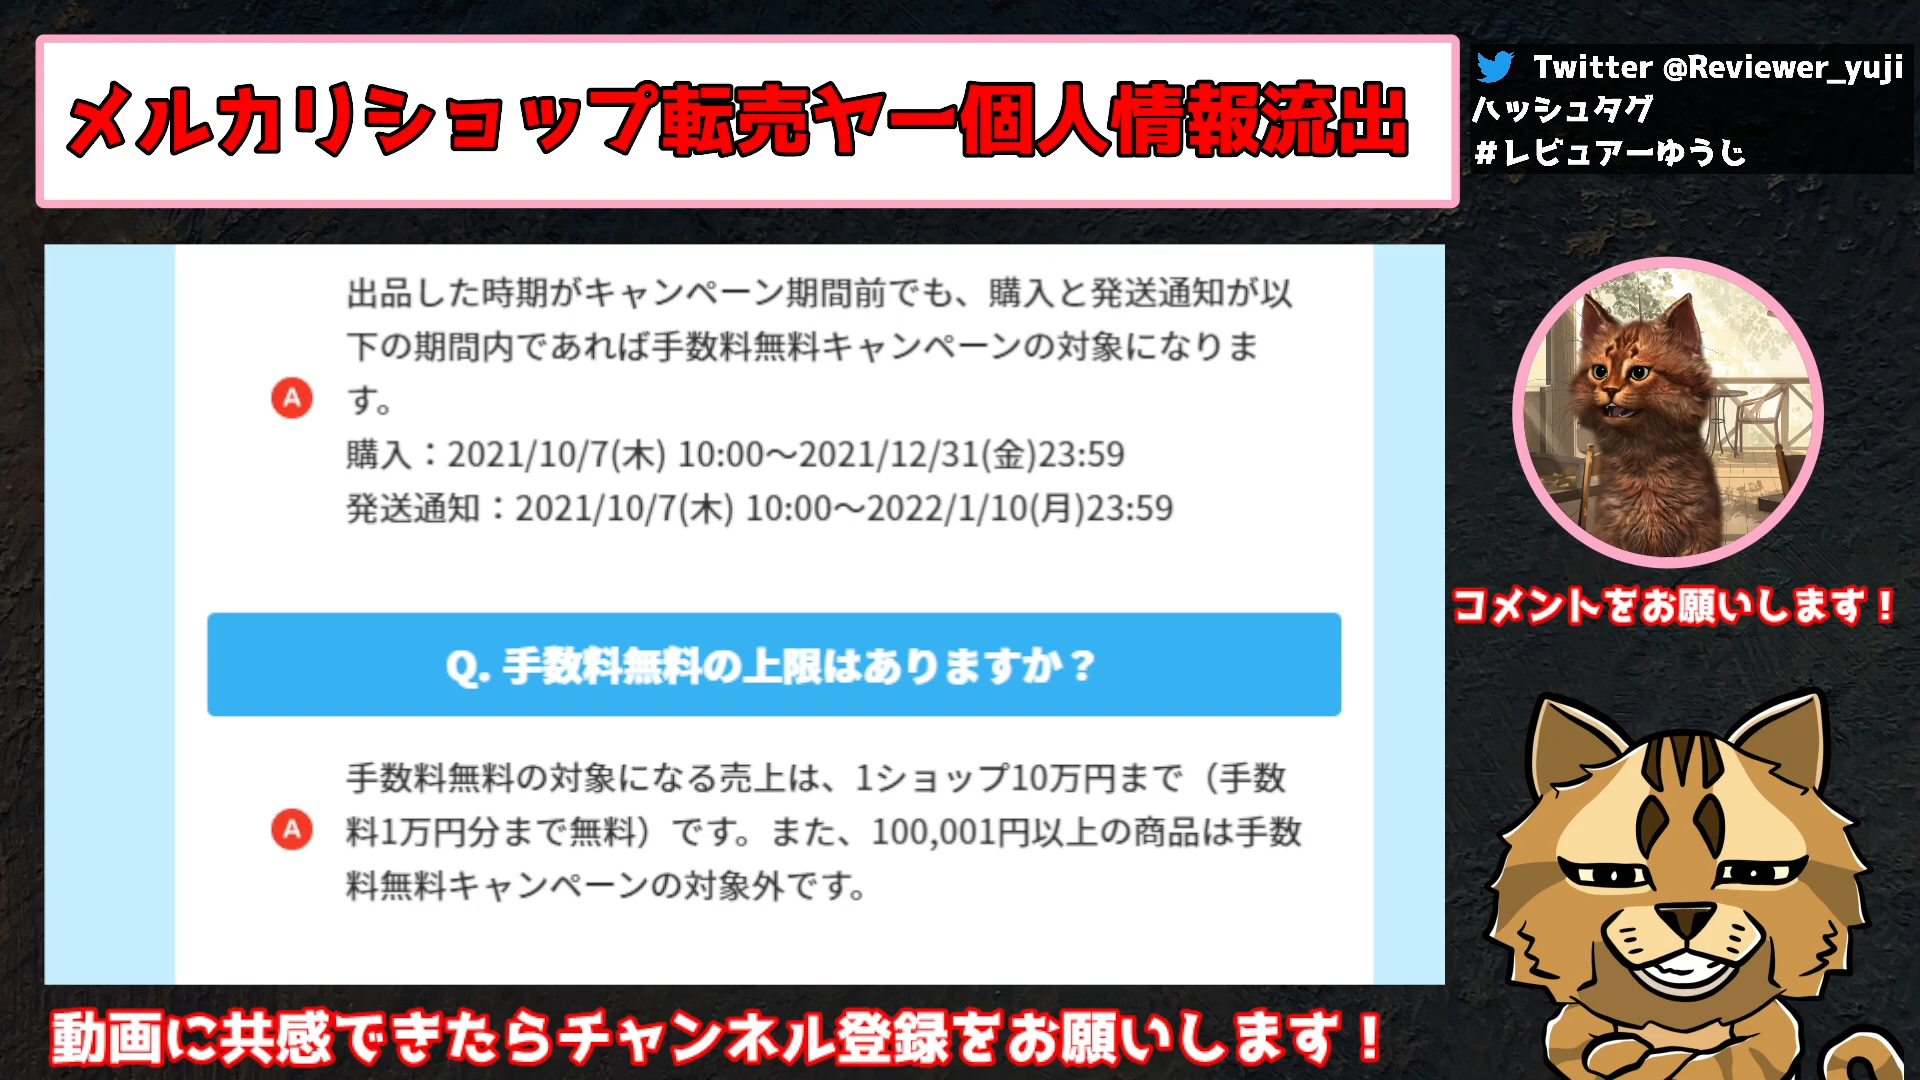 メルカリショップ転売ヤー個人情報流出
Twitter @Reviewer_yuji
ハッシュタグ
#レビュアーゆうじ
出品した時期がキャンペーン期間前でも、購入と発送通知が以
下の期間内であれば手数料無料キャンペーンの対象になりま
A
す。
購入：2021/10/7(木) 10:00～2021/12/31(金)23:59
発送通知：2021/10/7(木) 10:00～2022/1/10(月)23:59
コメントをお願いします！
Q. 手数料無料の上限はありますか？
手数料無料の対象になる売上は、1ショップ10万円まで（手数
A
料1万円分まで無料）です。また、100,001円以上の商品は手数
料無料キャンペーンの対象外です。
動画に共感できたらチャンネル登録をお願いします！